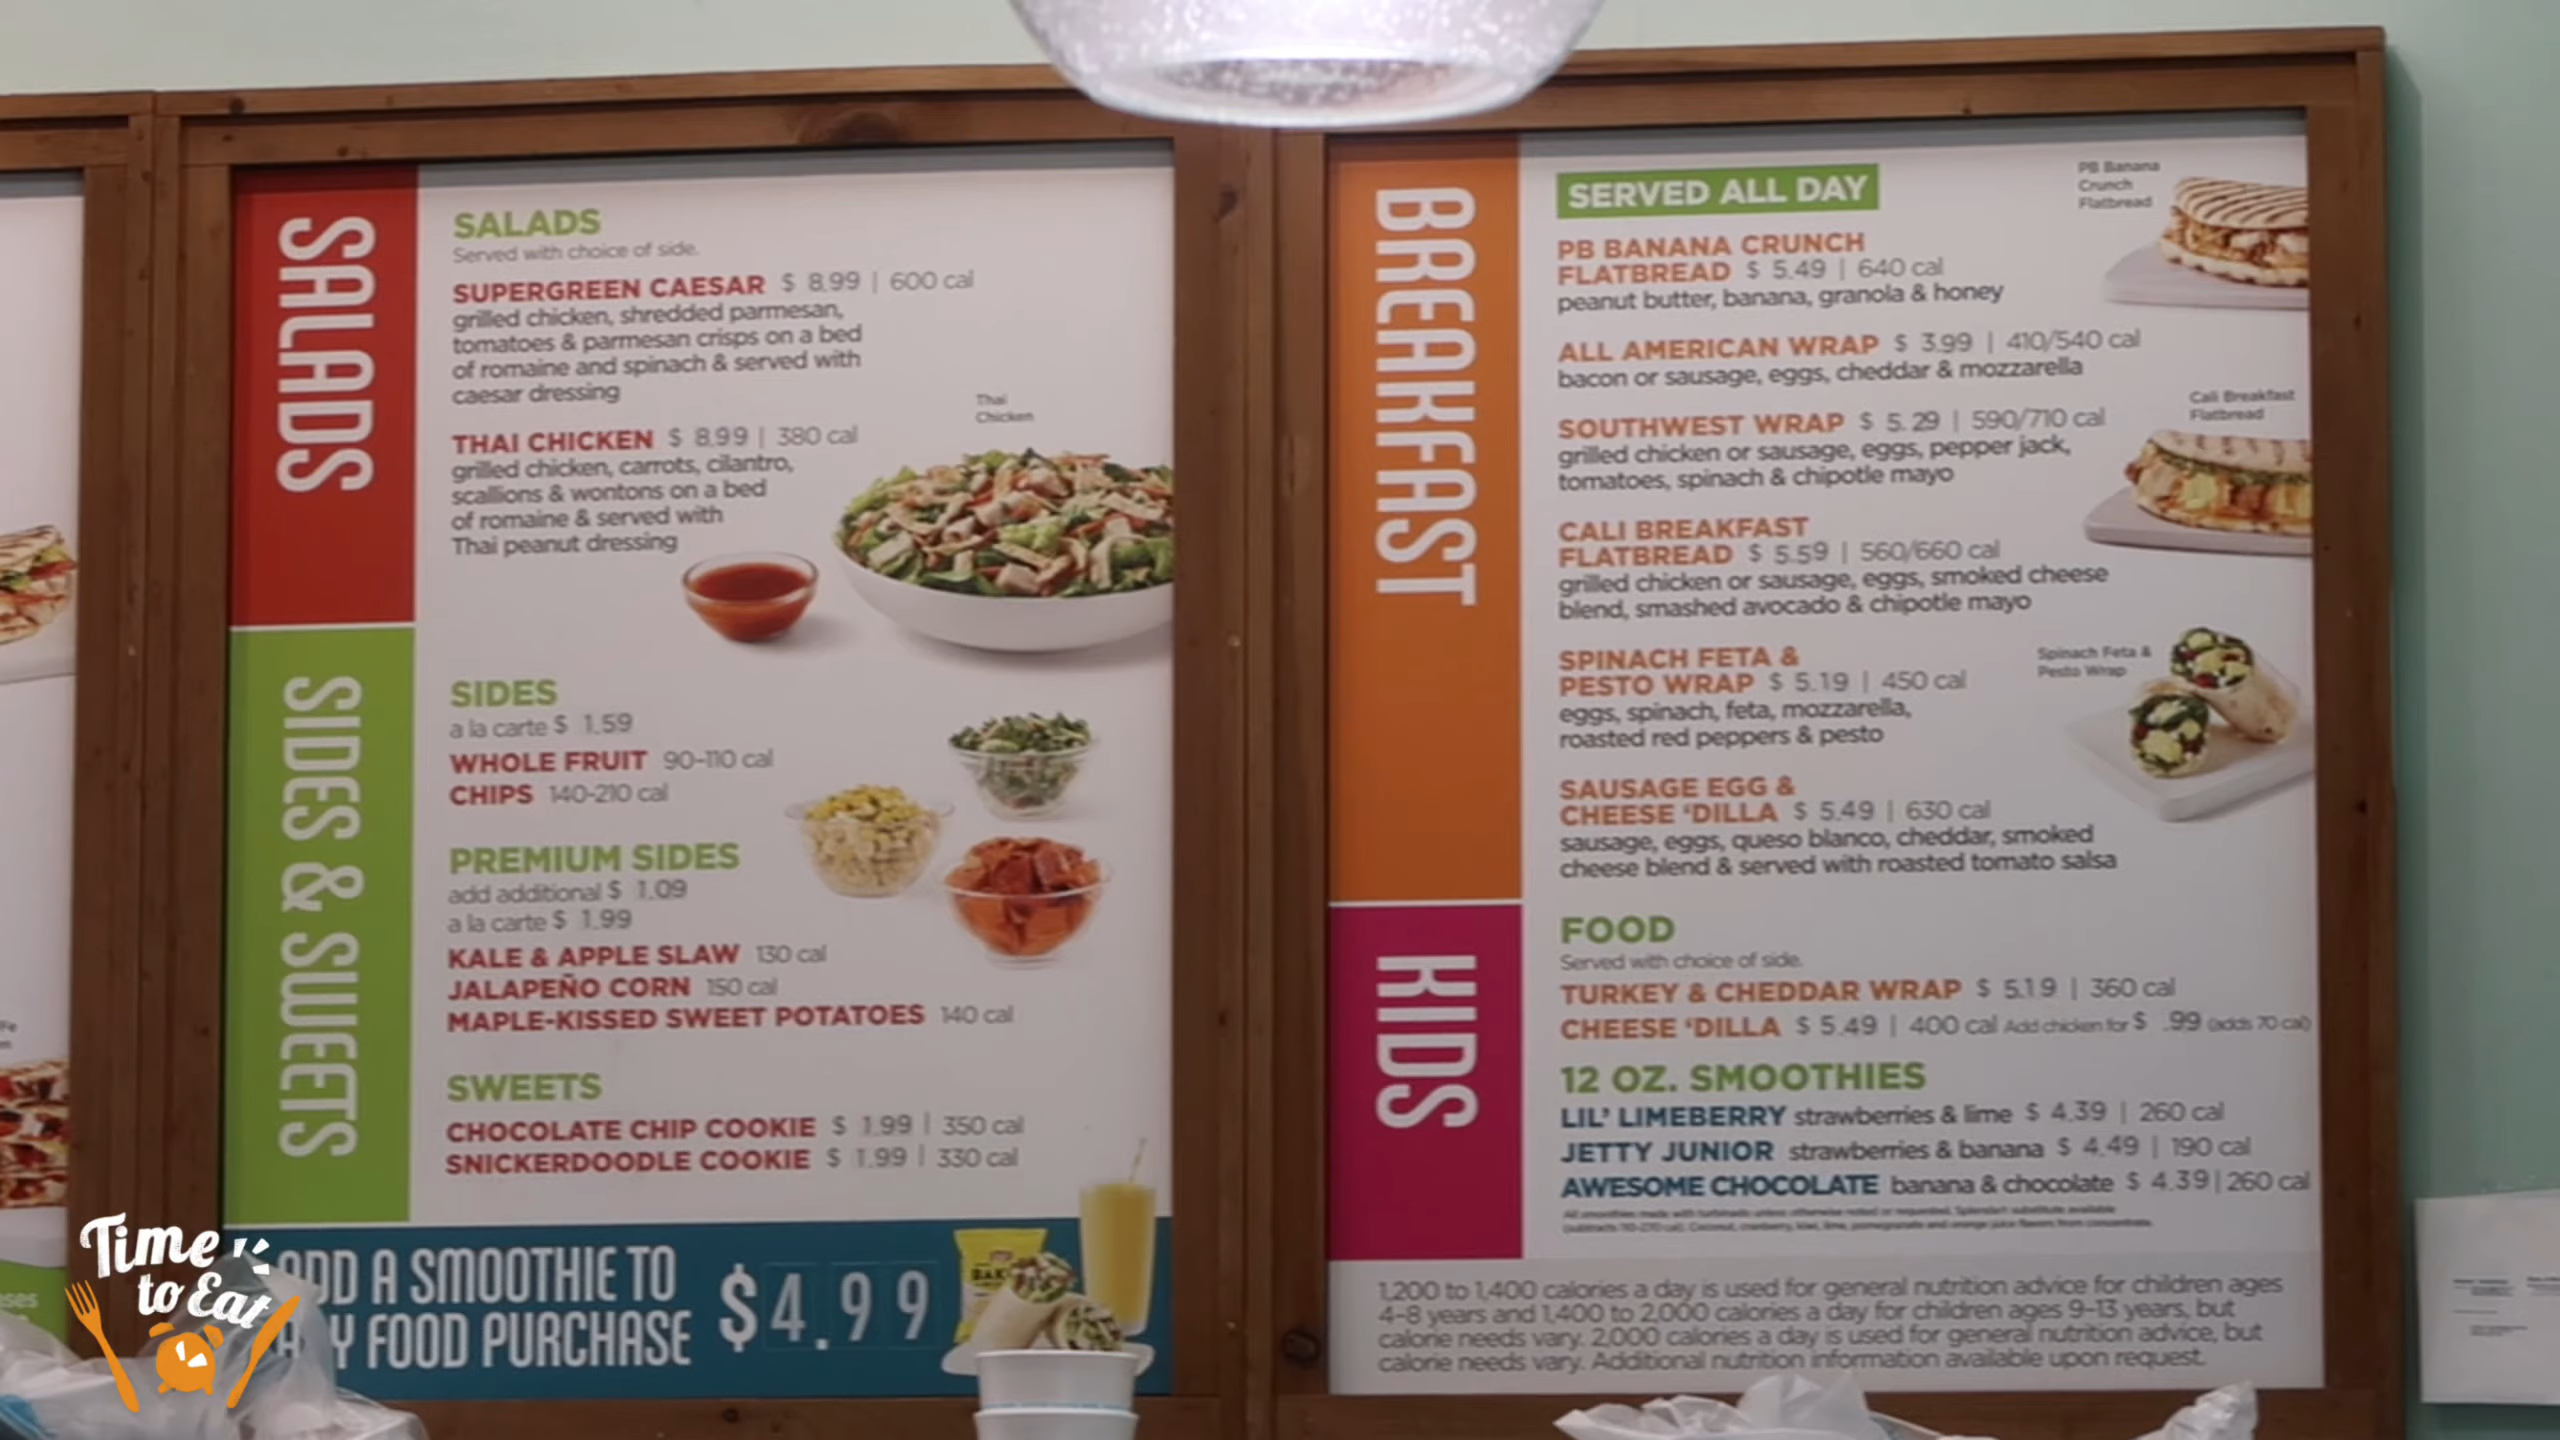 SALADS
SALADS
Served with choice of side.
SUPERGREEN CAESAR $ 8.99 | 600 cal
grilled chicken, shredded parmesan,
tomatoes & parmesan crisps on a bed
of romaine and spinach & served with
caesar dressing
Thai
Chicken
THAI CHICKEN $ 8.99 | 380 cal
grilled chicken, carrots, cilantro,
scallions & wontons on a bed
of romaine & served with
Thai peanut dressing
SIDES & SWEETS
SIDES
a la carte $ 1.59
WHOLE FRUIT 90-110 cal
CHIPS 140-210 cal
PREMIUM SIDES
add additional $ 1.09
a la carte $ 1.99
KALE & APPLE SLAW 130 cal
JALAPEÑO CORN 150 cal
MAPLE-KISSED SWEET POTATOES 140 cal
SWEETS
CHOCOLATE CHIP COOKIE $ 1.99 | 350 cal
SNICKERDOODLE COOKIE $ 1.99 | 330 cal
ADD A SMOOTHIE TO
FOOD PURCHASE
$4.99
Time
to Eat
BREAKFAST
SERVED ALL DAY
PB Banana
Crunch
Flatbread
PB BANANA CRUNCH
FLATBREAD $ 5.49 | 640 cal
peanut butter, banana, granola & honey
ALL AMERICAN WRAP $ 3.99 | 410/540 cal
bacon or sausage, eggs, cheddar & mozzarella
Cali Breakfast
Flatbread
SOUTHWEST WRAP $ 5.29 | 590/710 cal
grilled chicken or sausage, eggs, pepper jack,
tomatoes, spinach & chipotle mayo
CALI BREAKFAST
FLATBREAD $ 5.59 | 560/660 cal
grilled chicken or sausage, eggs, smoked cheese
blend, smashed avocado & chipotle mayo
SPINACH FETA &
PESTO WRAP $ 5.19 | 450 cal
eggs, spinach, feta, mozzarella,
roasted red peppers & pesto
Spinach Feta &
Pesto Wrap
SAUSAGE EGG &
CHEESE 'DILLA $ 5.49 | 630 cal
sausage, eggs, queso blanco, cheddar, smoked
cheese blend & served with roasted tomato salsa
KIDS
FOOD
Served with choice of side.
TURKEY & CHEDDAR WRAP $ 5.19 | 360 cal
CHEESE 'DILLA $ 5.49 | 400 cal Add chicken for $ .99 (adds 70 cal)
12 OZ. SMOOTHIES
LIL' LIMEBERRY strawberries & lime $ 4.39 | 260 cal
JETTY JUNIOR strawberries & banana $ 4.49 | 190 cal
AWESOME CHOCOLATE banana & chocolate $ 4.39 | 260 cal
All smoothies made with turbinado unless otherwise noted or requested. Splenda® substitute available
1,200 to 1,400 calories a day is used for general nutrition advice for children ages
4-8 years and 1,400 to 2,000 calories a day for children ages 9-13 years, but
calorie needs vary. 2,000 calories a day is used for general nutrition advice, but
calorie needs vary. Additional nutrition information available upon request.